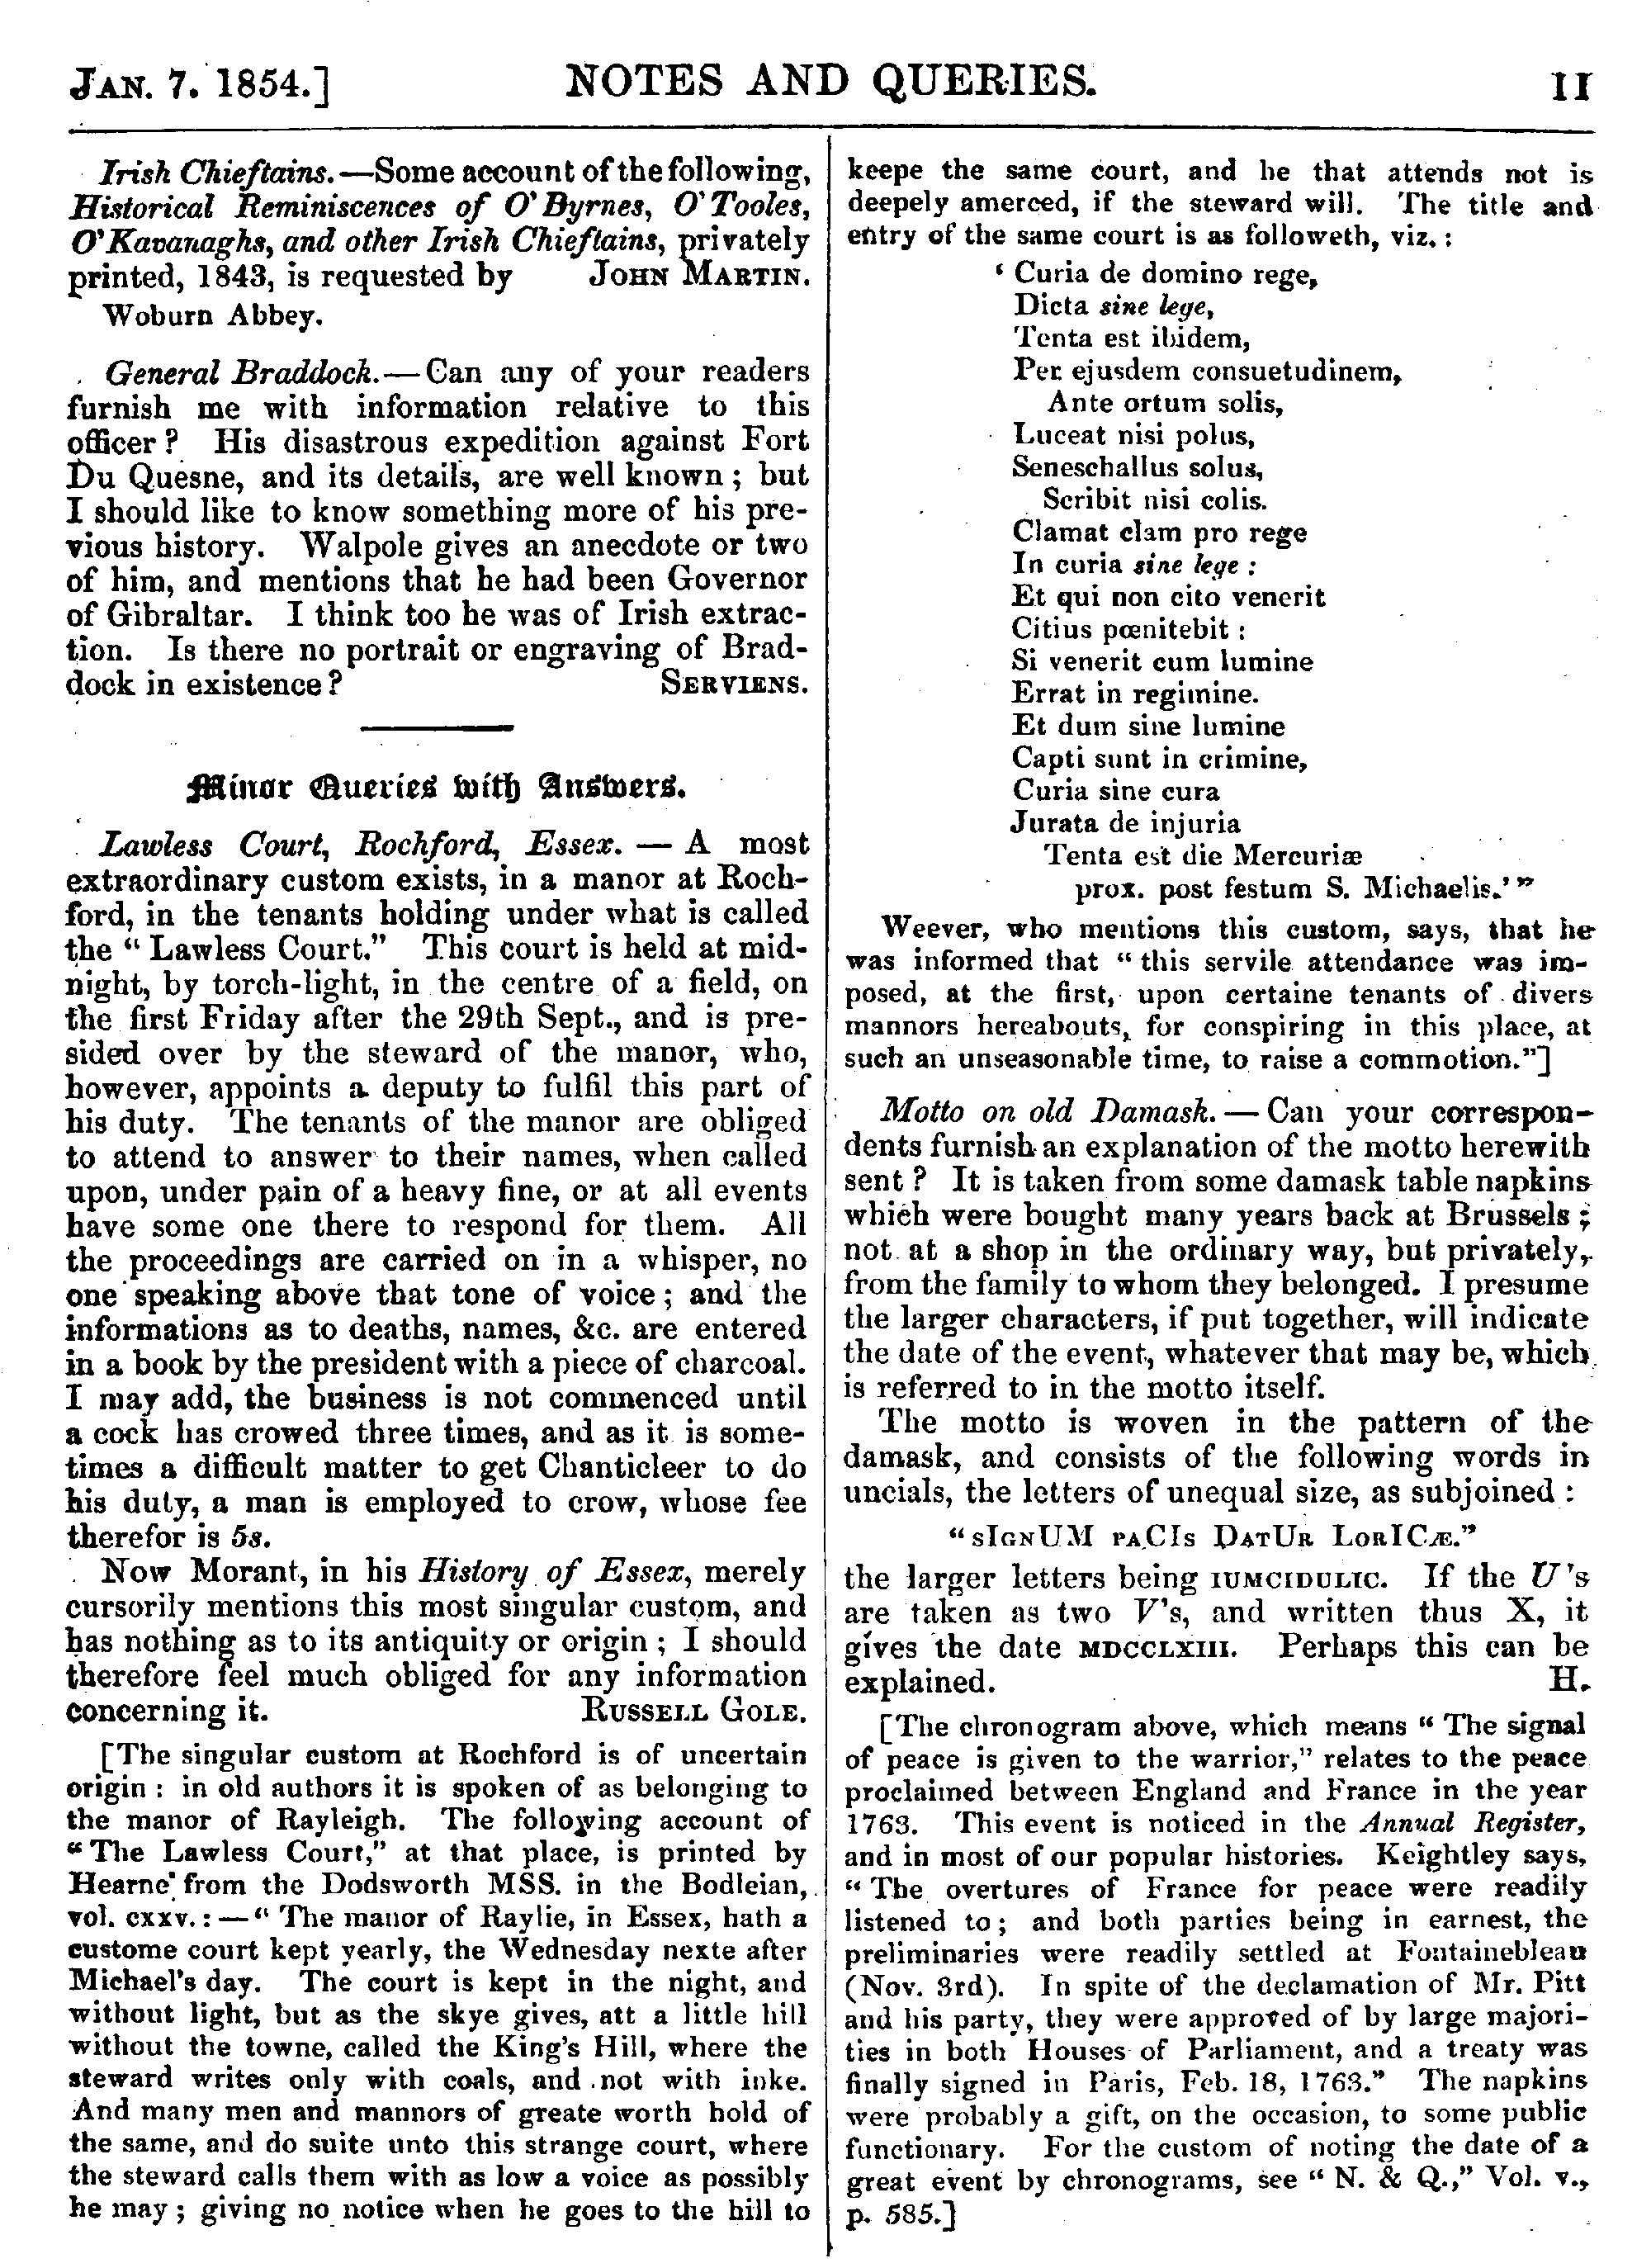 JAN. 7. 1854.]
NOTES AND QUERIES.
11
Irish Chieftains.—Some account of the following,
Historical Reminiscences of O'Byrnes, O'Tooles,
O'Kavanaghs, and other Irish Chieftains, privately
printed, 1843, is requested by JOHN MARTIN.
Woburn Abbey.
General Braddock.—Can any of your readers
furnish me with information relative to this
officer? His disastrous expedition against Fort
Du Quesne, and its details, are well known; but
I should like to know something more of his pre-
vious history. Walpole gives an anecdote or two
of him, and mentions that he had been Governor
of Gibraltar. I think too he was of Irish extrac-
tion. Is there no portrait or engraving of Brad-
dock in existence? SERVIENS.
Minor Queries with Answers.
Lawless Court, Rochford, Essex. — A most
extraordinary custom exists, in a manor at Roch-
ford, in the tenants holding under what is called
the "Lawless Court." This court is held at mid-
night, by torch-light, in the centre of a field, on
the first Friday after the 29th Sept., and is pre-
sided over by the steward of the manor, who,
however, appoints a deputy to fulfil this part of
his duty. The tenants of the manor are obliged
to attend to answer to their names, when called
upon, under pain of a heavy fine, or at all events
have some one there to respond for them. All
the proceedings are carried on in a whisper, no
one speaking above that tone of voice; and the
informations as to deaths, names, &c. are entered
in a book by the president with a piece of charcoal.
I may add, the business is not commenced until
a cock has crowed three times, and as it is some-
times a difficult matter to get Chanticleer to do
his duty, a man is employed to crow, whose fee
therefor is 5s.
Now Morant, in his History of Essex, merely
cursorily mentions this most singular custom, and
has nothing as to its antiquity or origin; I should
therefore feel much obliged for any information
concerning it. RUSSELL GOLE.
[The singular custom at Rochford is of uncertain
origin: in old authors it is spoken of as belonging to
the manor of Rayleigh. The following account of
"The Lawless Court," at that place, is printed by
Hearne from the Dodsworth MSS. in the Bodleian,
vol. cxxv.:—"The manor of Raylie, in Essex, hath a
custome court kept yearly, the Wednesday nexte after
Michael's day. The court is kept in the night, and
without light, but as the skye gives, att a little hill
without the towne, called the King's Hill, where the
steward writes only with coals, and not with inke.
And many men and mannors of greate worth hold of
the same, and do suite unto this strange court, where
the steward calls them with as low a voice as possibly
he may; giving no notice when he goes to the hill to
keepe the same court, and he that attends not is
deepely amerced, if the steward will. The title and
entry of the same court is as followeth, viz.:
'Curia de domino rege,
Dicta sine lege,
Tenta est ibidem,
Per ejusdem consuetudinem,
Ante ortum solis,
Luceat nisi polus,
Seneschallus solus,
Scribit nisi colis.
Clamat clam pro rege
In curia sine lege:
Et qui non cito venerit
Citius pœnitebit:
Si venerit cum lumine
Errat in regimine.
Et dum sine lumine
Capti sunt in crimine,
Curia sine cura
Jurata de injuria
Tenta est die Mercuriæ
prox. post festum S. Michaelis.'"
Weever, who mentions this custom, says, that he
was informed that "this servile attendance was im-
posed, at the first, upon certaine tenants of divers
mannors hereabouts, for conspiring in this place, at
such an unseasonable time, to raise a commotion."]
Motto on old Damask. — Can your correspon-
dents furnish an explanation of the motto herewith
sent? It is taken from some damask table napkins
which were bought many years back at Brussels;
not at a shop in the ordinary way, but privately,
from the family to whom they belonged. I presume
the larger characters, if put together, will indicate
the date of the event, whatever that may be, which
is referred to in the motto itself.
The motto is woven in the pattern of the
damask, and consists of the following words in
uncials, the letters of unequal size, as subjoined:
"sIGNUM PACIs DATUR LORICÆ."
the larger letters being IUMCIDULIC. If the U's
are taken as two V's, and written thus X, it
gives the date MDCCLXIII. Perhaps this can be
explained. H.
[The chronogram above, which means "The signal
of peace is given to the warrior," relates to the peace
proclaimed between England and France in the year
1763. This event is noticed in the Annual Register,
and in most of our popular histories. Keightley says,
"The overtures of France for peace were readily
listened to; and both parties being in earnest, the
preliminaries were readily settled at Fontainebleau
(Nov. 3rd). In spite of the declamation of Mr. Pitt
and his party, they were approved of by large majori-
ties in both Houses of Parliament, and a treaty was
finally signed in Paris, Feb. 18, 1763." The napkins
were probably a gift, on the occasion, to some public
functionary. For the custom of noting the date of a
great event by chronograms, see "N. & Q.," Vol. v.,
p. 585.]